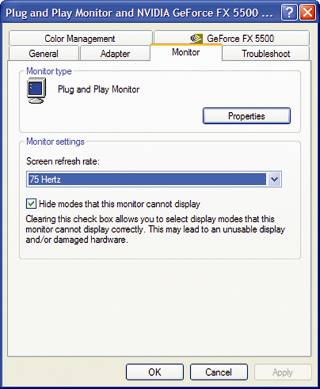 Plug and Play Monitor and NVIDIA GeForce FX 5500 ...
Color Management
GeForce FX 5500
General
Adapter
Monitor
Troubleshoot
Monitor type
Plug and Play Monitor
Properties
Monitor settings
Screen refresh rate:
75 Hertz
Hide modes that this monitor cannot display
Clearing this check box allows you to select display modes that this
monitor cannot display correctly. This may lead to an unusable display
and/or damaged hardware.
OK
Cancel
Apply